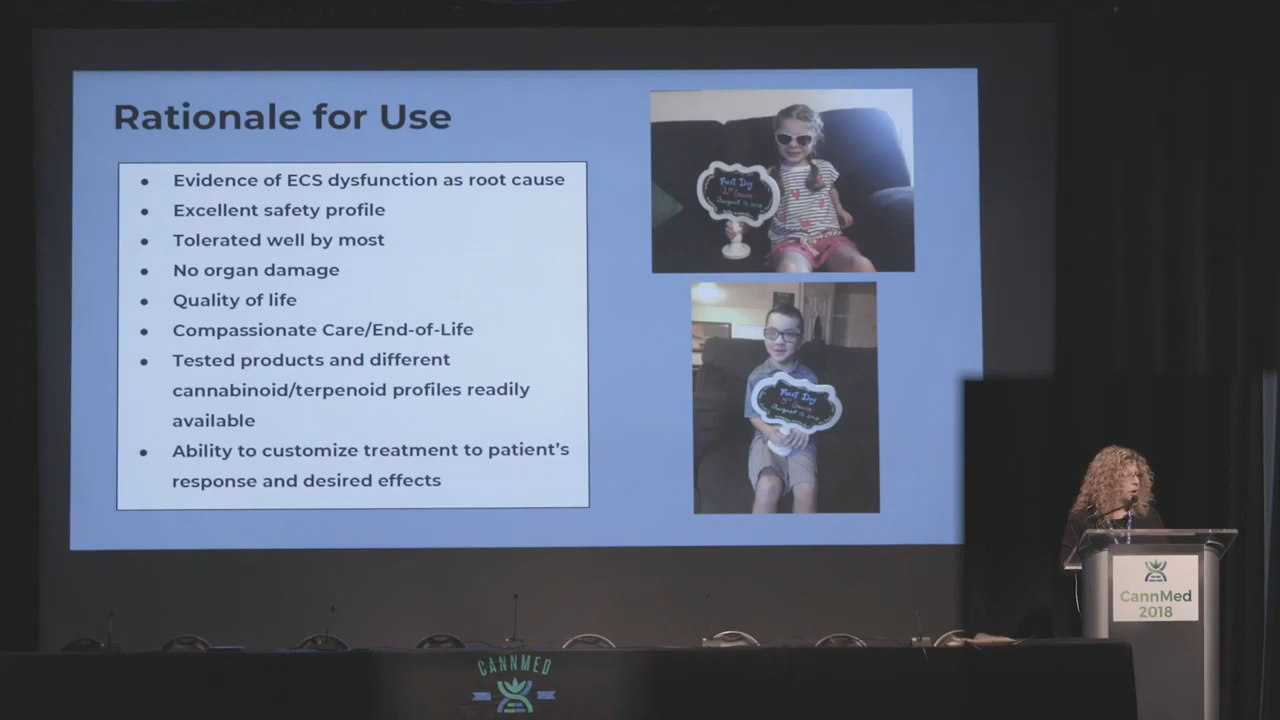 Rationale for Use
• Evidence of ECS dysfunction as root cause
• Excellent safety profile
• Tolerated well by most
• No organ damage
• Quality of life
• Compassionate Care/End-of-Life
• Tested products and different
cannabinoid/terpenoid profiles readily
available
• Ability to customize treatment to patient's
response and desired effects
First Day
1st Grade
First Day
CannMed
2018
CANNMED